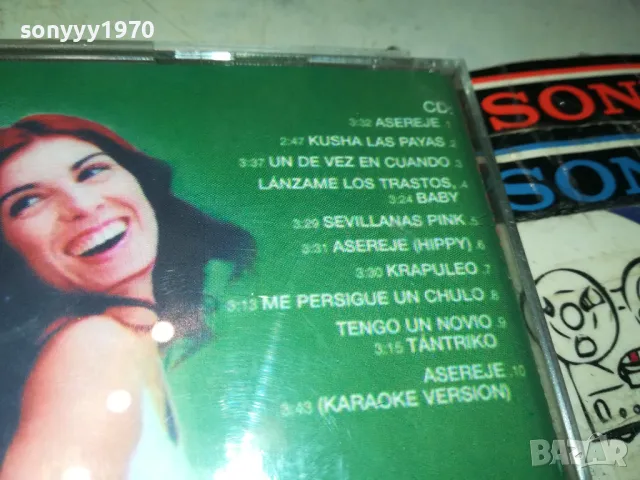 sonyyy1970
CD:
3:32 ASEREJE .1
2:47 KUSHA LAS PAYAS .2
3:37 UN DE VEZ EN CUANDO .3
LÁNZAME LOS TRASTOS, .4
3:24 BABY
3:29 SEVILLANAS PINK .5
3:31 ASEREJE (HIPPY) .6
3:30 KRAPULEO .7
3:13 ME PERSIGUE UN CHULO .8
TENGO UN NOVIO .9
3:15 TÁNTRIKO
ASEREJE .10
3:43 (KARAOKE VERSION)
SON
SON
BAZAR
bazar.bg